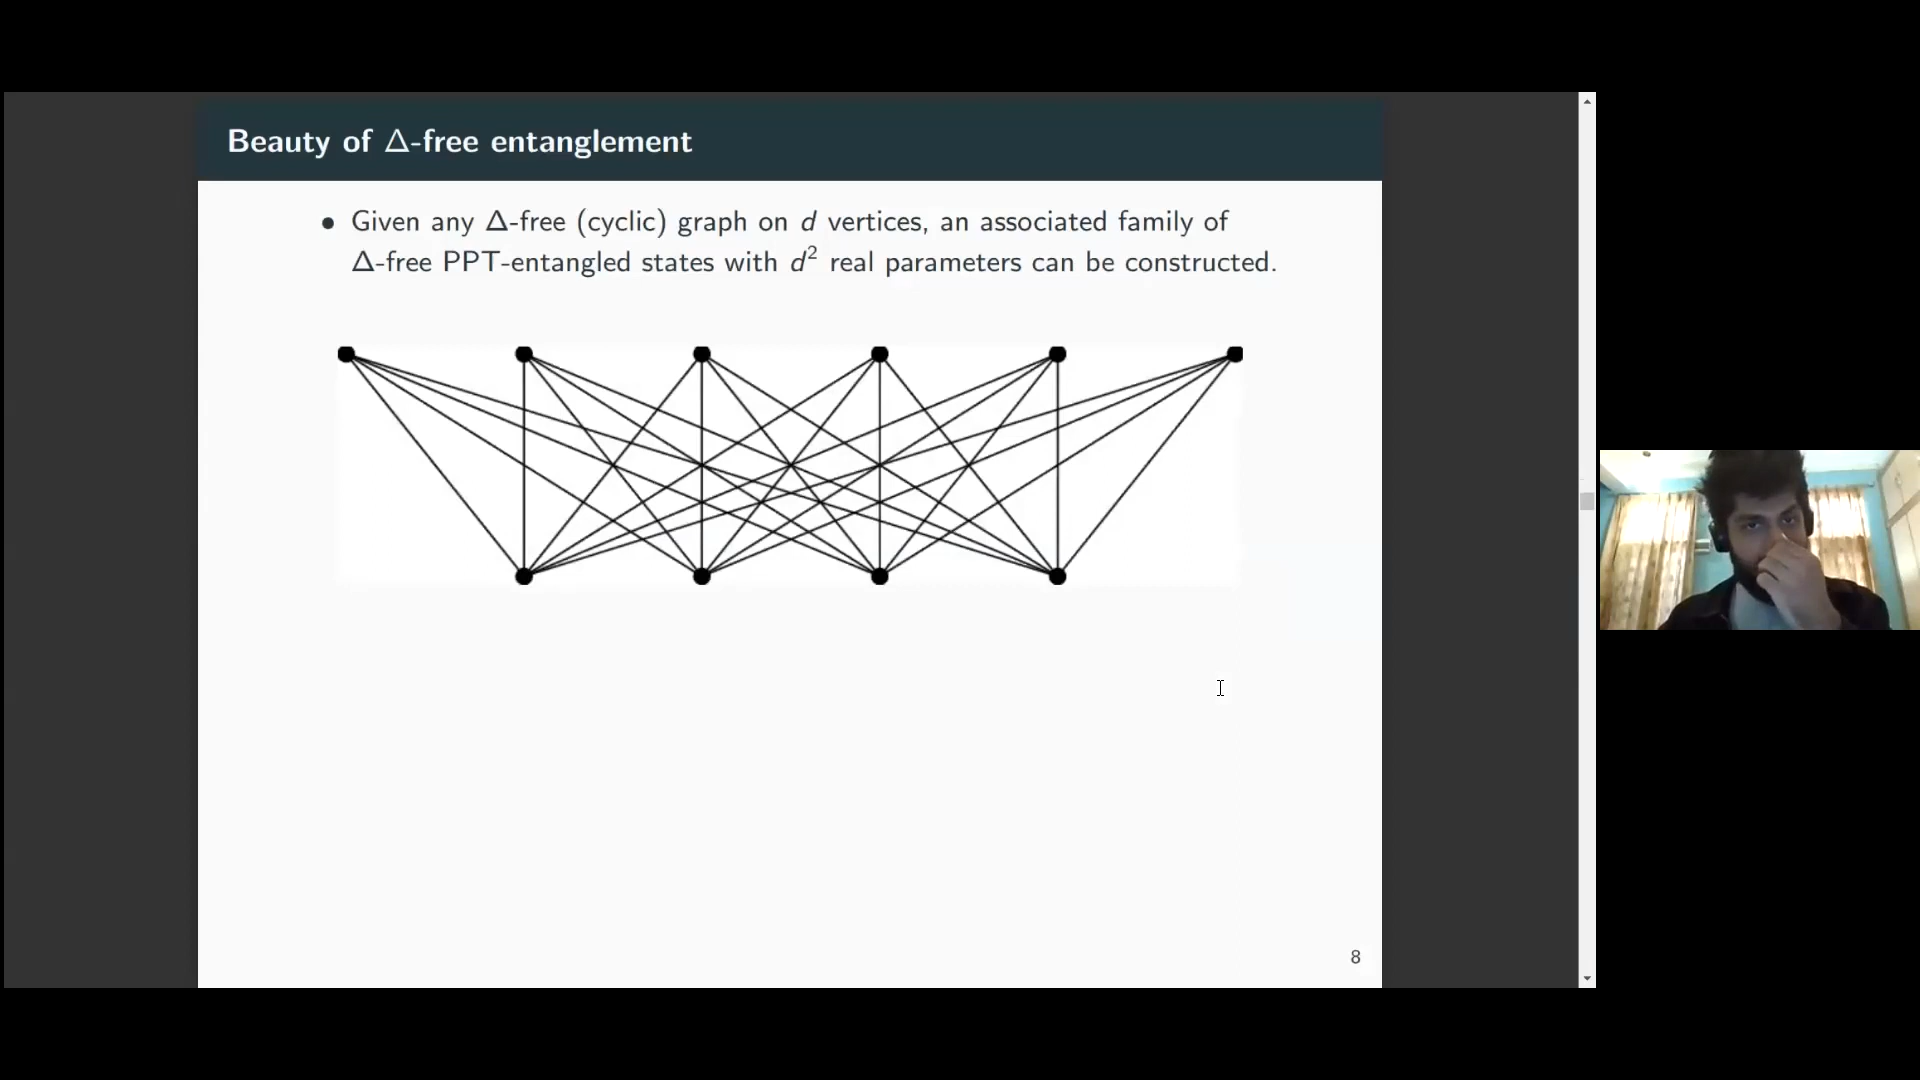 Beauty of Δ-free entanglement
• Given any Δ-free (cyclic) graph on d vertices, an associated family of
Δ-free PPT-entangled states with d² real parameters can be constructed.
8